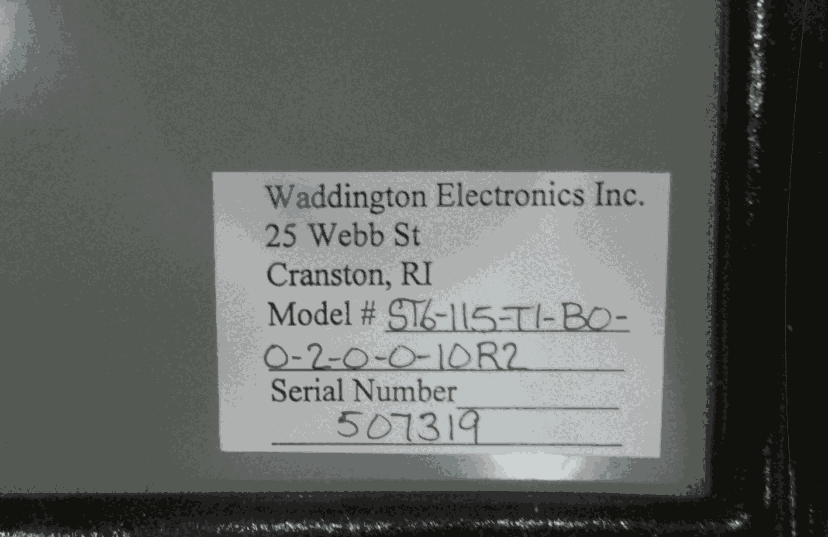 Waddington Electronics Inc.
25 Webb St
Cranston, RI
Model # ST6-115-T1-BO-
0-2-0-0-10R2
Serial Number
507319